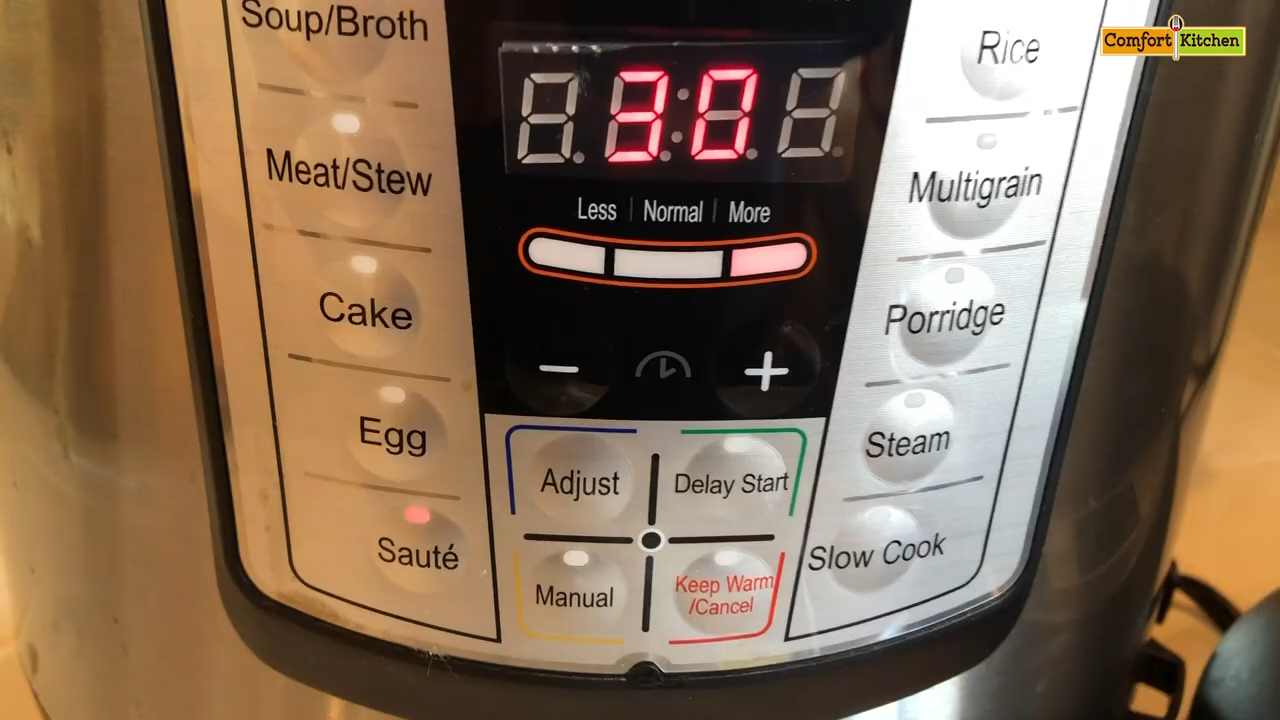 Soup/Broth
Meat/Stew
Cake
Egg
Sauté
30
Less | Normal | More
− +
Adjust
Delay Start
Manual
Keep Warm
/Cancel
Rice
Multigrain
Porridge
Steam
Slow Cook
Comfort Kitchen